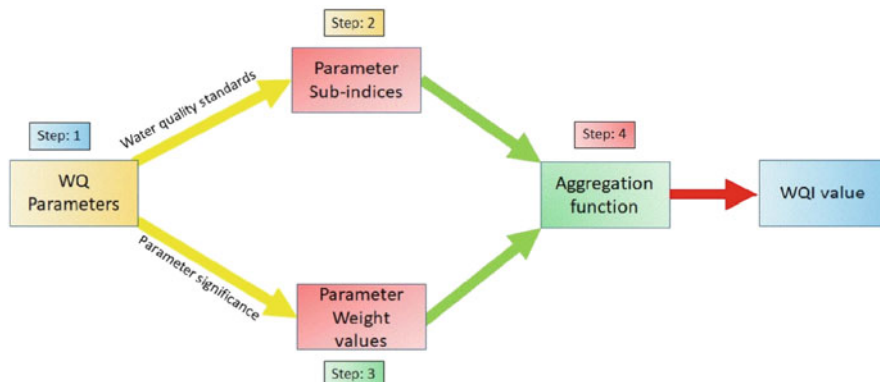 Step: 2
Parameter
Sub-indices
Water quality standards
Step: 1
Step: 4
WQ
Parameters
Aggregation
function
WQI value
Parameter significance
Parameter
Weight
values
Step: 3